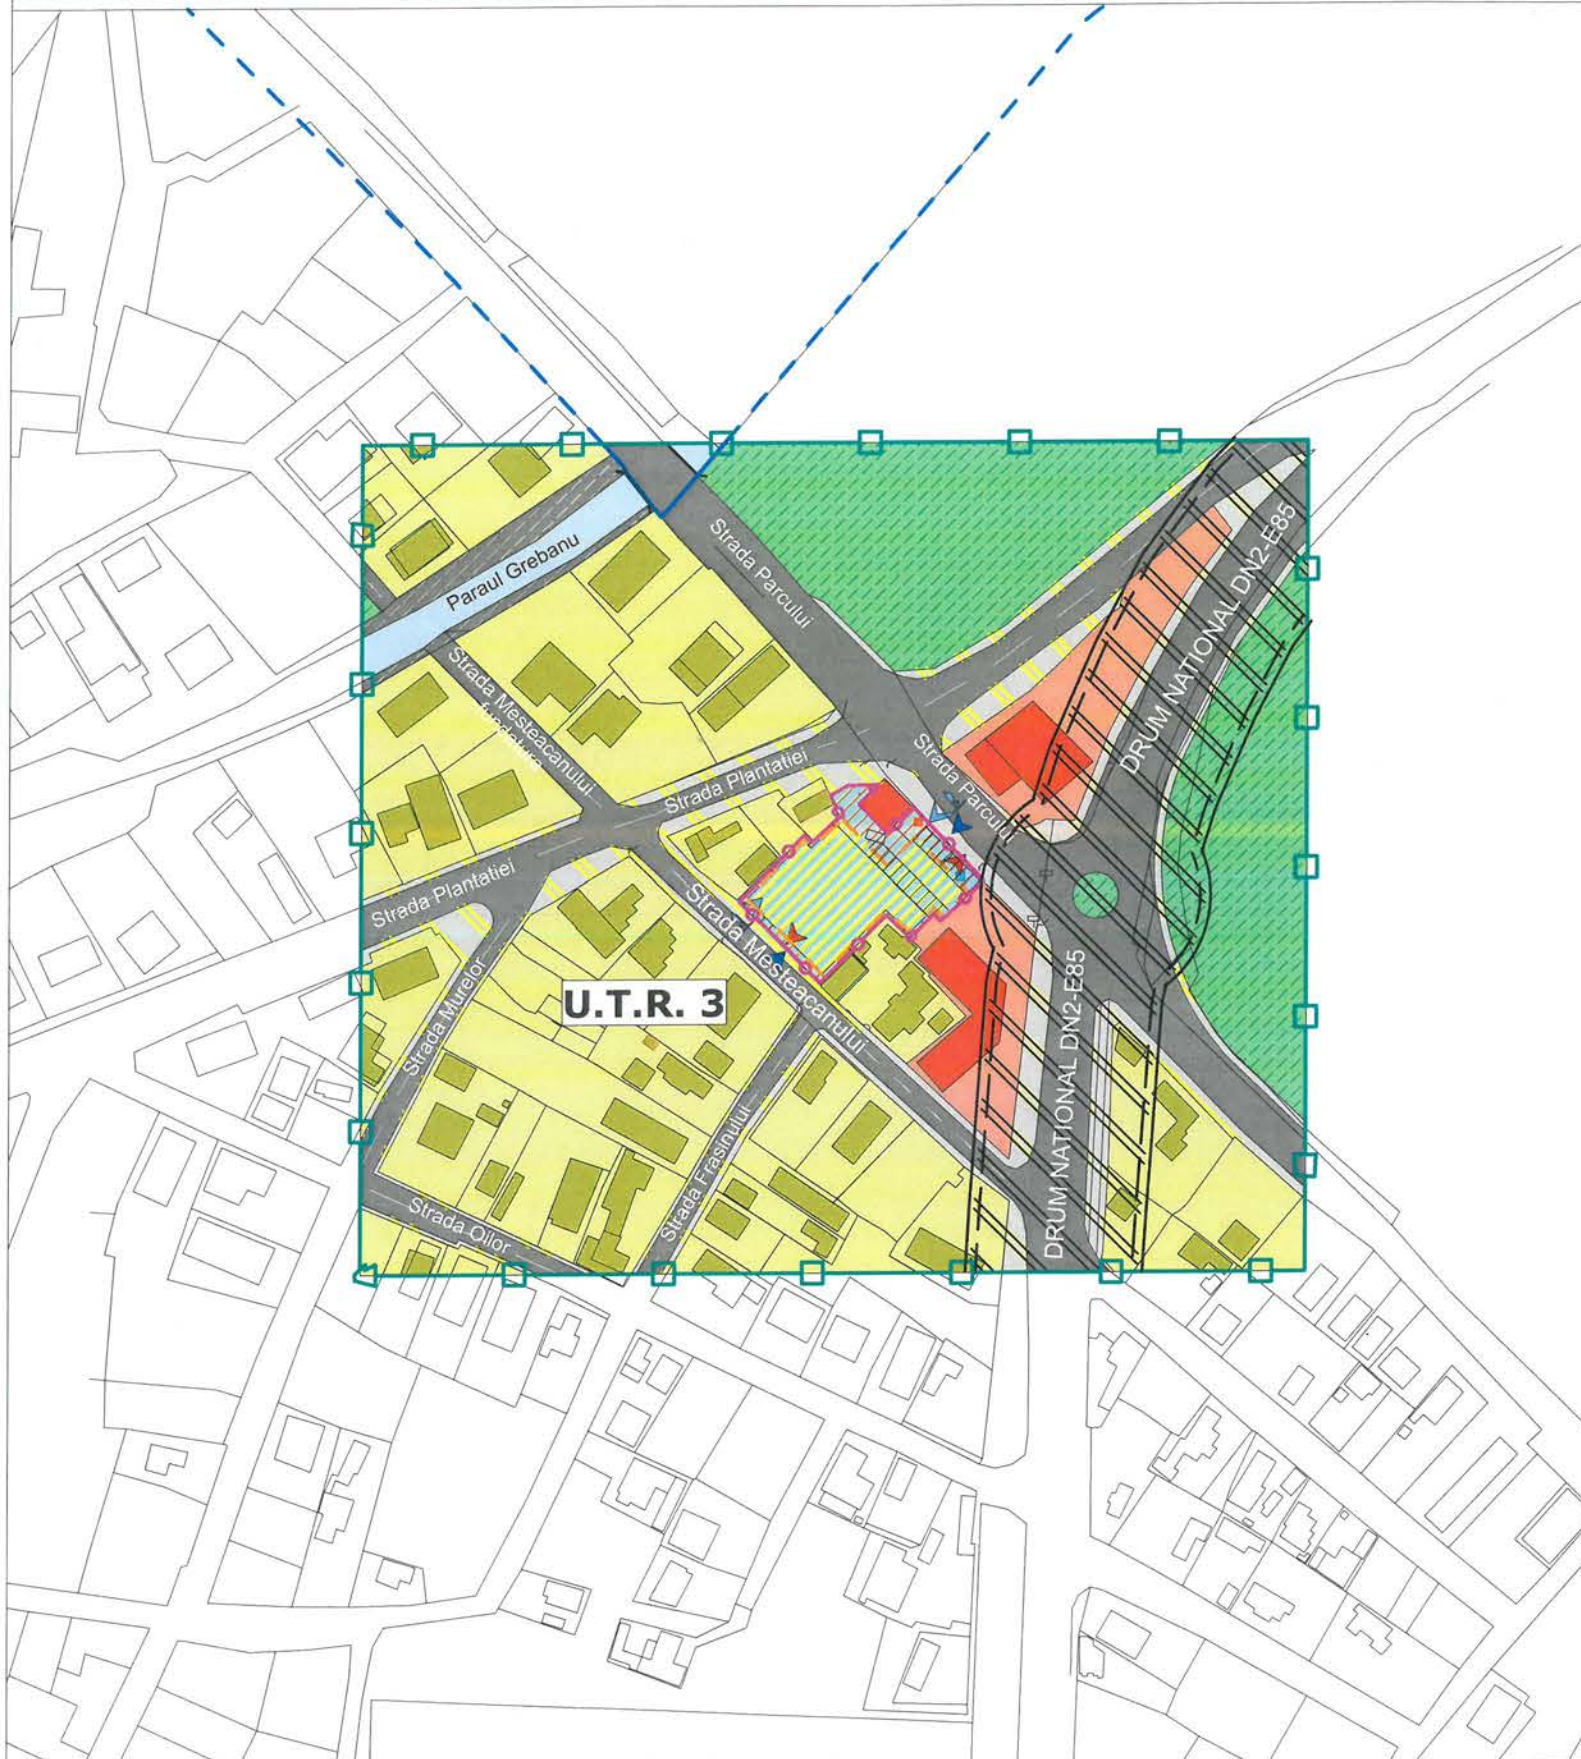 Strada Parcului
Paraul Grebanu
DRUM NATIONAL DN2-E85
Strada Mesteacanului
fundatura
Strada Plantatiei
Strada Parcului
Strada Plantatiei
Strada Mesteacanului
Strada Murelor
U.T.R. 3
DRUM NATIONAL DN2-E85
Strada Frasinului
Strada Oilor